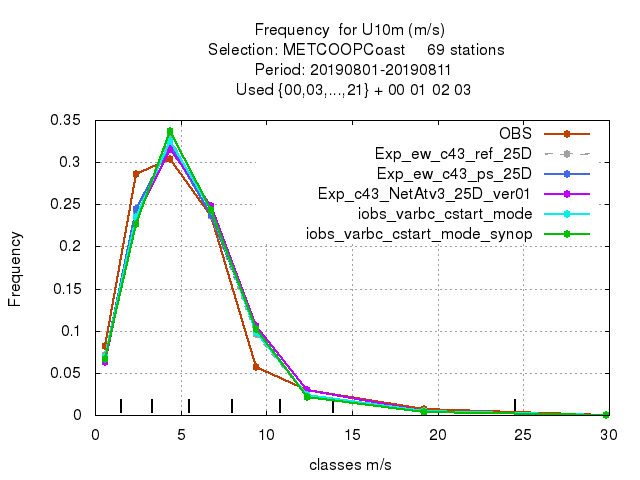 Frequency  for U10m (m/s)
Selection: METCOOPCoast     69 stations
Period: 20190801-20190811
Used {00,03,...,21} + 00 01 02 03
0.35
0.3
0.25
0.2
0.15
0.1
0.05
0
Frequency
OBS
Exp_ew_c43_ref_25D
Exp_ew_c43_ps_25D
Exp_c43_NetAtv3_25D_ver01
iobs_varbc_cstart_mode
iobs_varbc_cstart_mode_synop
0 5 10 15 20 25 30
classes m/s